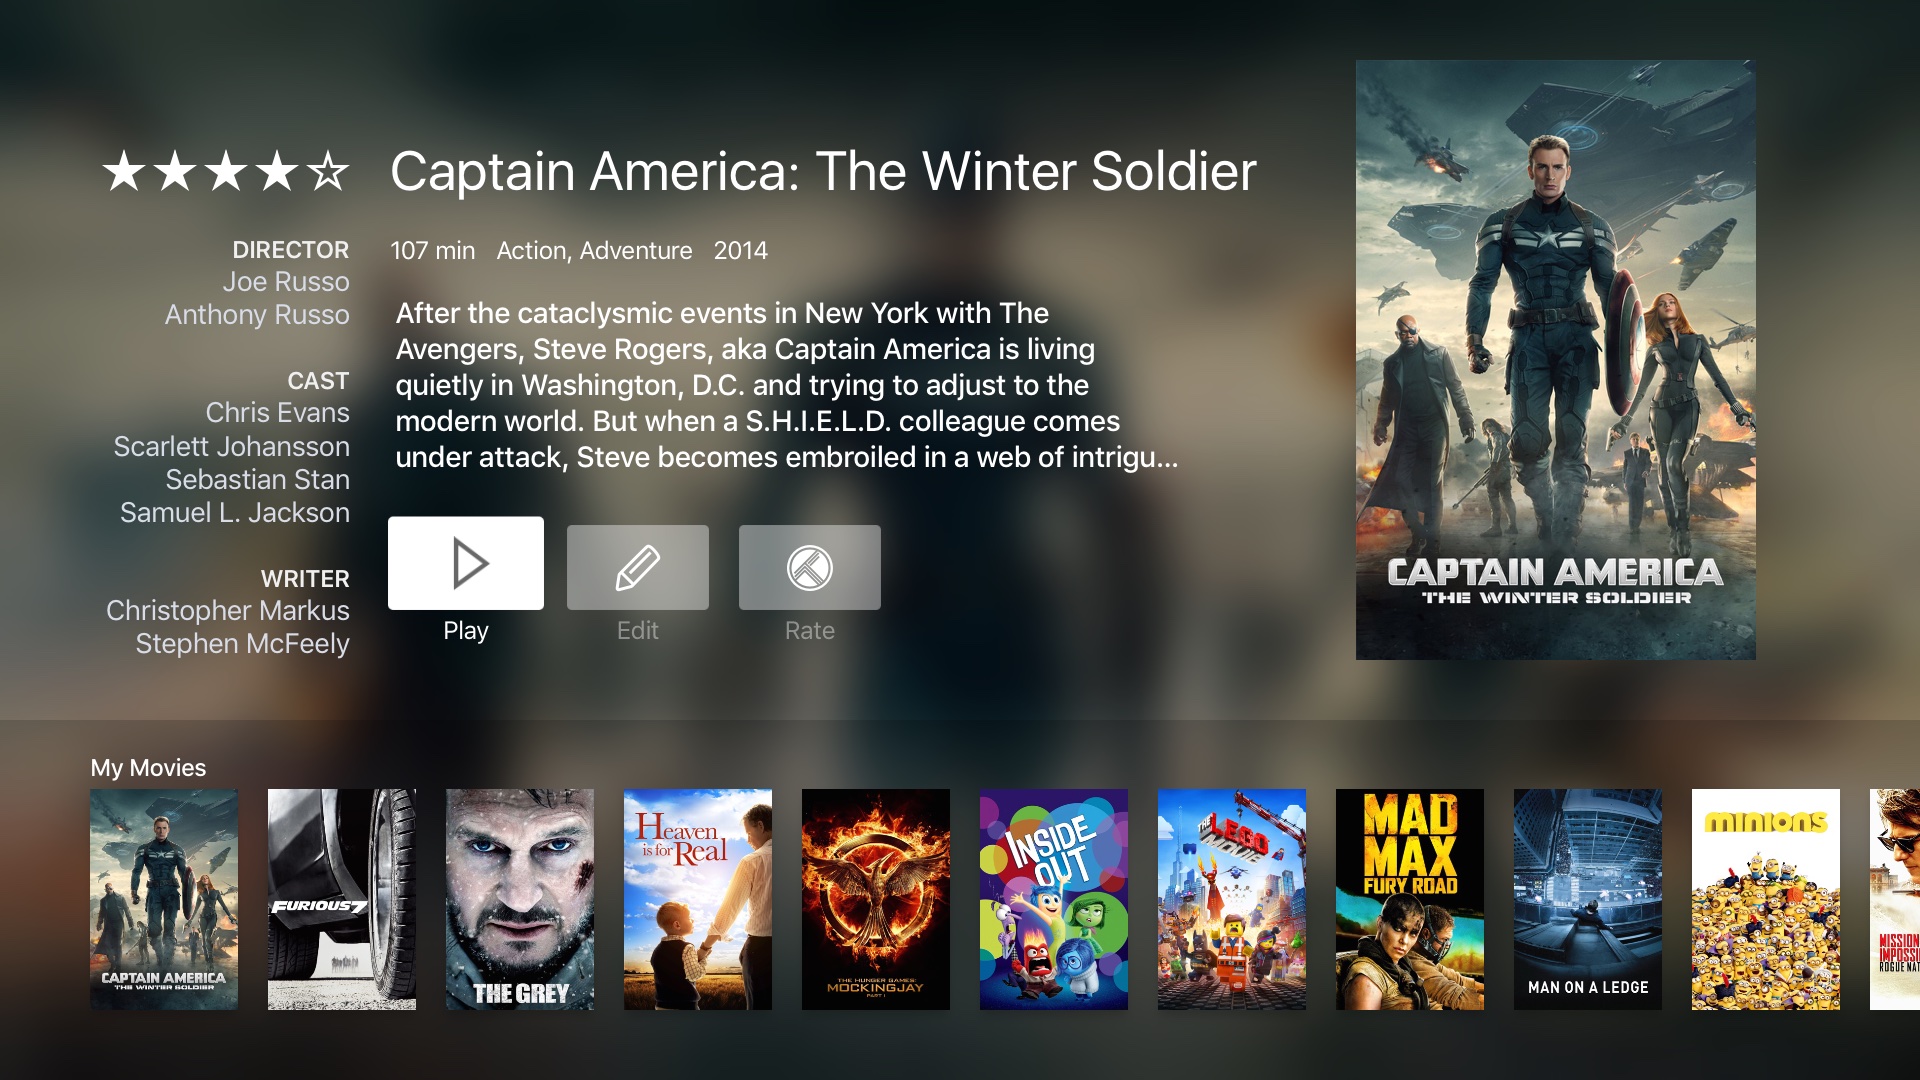 Captain America: The Winter Soldier
DIRECTOR
Joe Russo
Anthony Russo
CAST
Chris Evans
Scarlett Johansson
Sebastian Stan
Samuel L. Jackson
WRITER
Christopher Markus
Stephen McFeely
107 min Action, Adventure 2014
After the cataclysmic events in New York with The
Avengers, Steve Rogers, aka Captain America is living
quietly in Washington, D.C. and trying to adjust to the
modern world. But when a S.H.I.E.L.D. colleague comes
under attack, Steve becomes embroiled in a web of intrigu...
Play
Edit
Rate
CAPTAIN AMERICA
THE WINTER SOLDIER
My Movies
CAPTAIN AMERICA
THE WINTER SOLDIER
FURIOUS 7
THE GREY
Heaven
is for Real
THE HUNGER GAMES:
MOCKINGJAY
PART 1
INSIDE
OUT
THE
LEGO
MOVIE
MAD
MAX
FURY ROAD
MAN ON A LEDGE
MINIONS
MISSION
IMPOSSI
ROGUE NAT